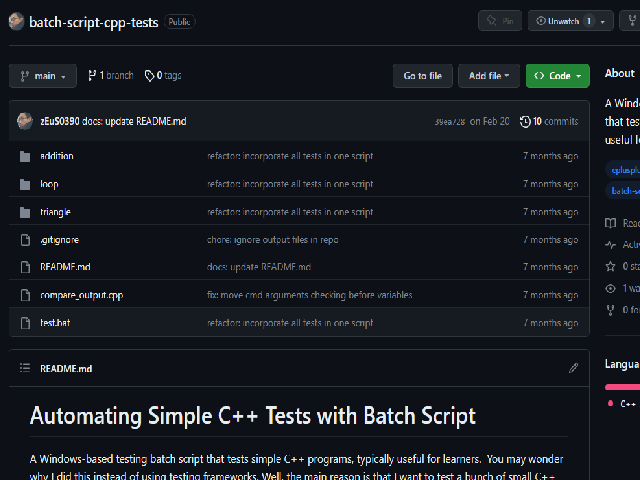 batch-script-cpp-tests Public Pin Unwatch 1
main 1 branch 0 tags Go to file Add file Code
About
zEuS0390 docs: update README.md 39ea728 on Feb 20 10 commits
addition refactor: incorporate all tests in one script 7 months ago
loop refactor: incorporate all tests in one script 7 months ago
triangle refactor: incorporate all tests in one script 7 months ago
.gitignore chore: ignore output files in repo 7 months ago
README.md docs: update README.md 7 months ago
compare_output.cpp fix: move cmd arguments checking before variables 7 months ago
test.bat refactor: incorporate all tests in one script 7 months ago
A Wind
that tes
useful l
cplusplu
batch-s
Read
Activ
0 sta
1 wa
0 fo
Langua
C++
README.md
Automating Simple C++ Tests with Batch Script
A Windows-based testing batch script that tests simple C++ programs, typically useful for learners. You may wonder
why I did this instead of using testing frameworks. Well, the main reason is that I want to test a bunch of small C++